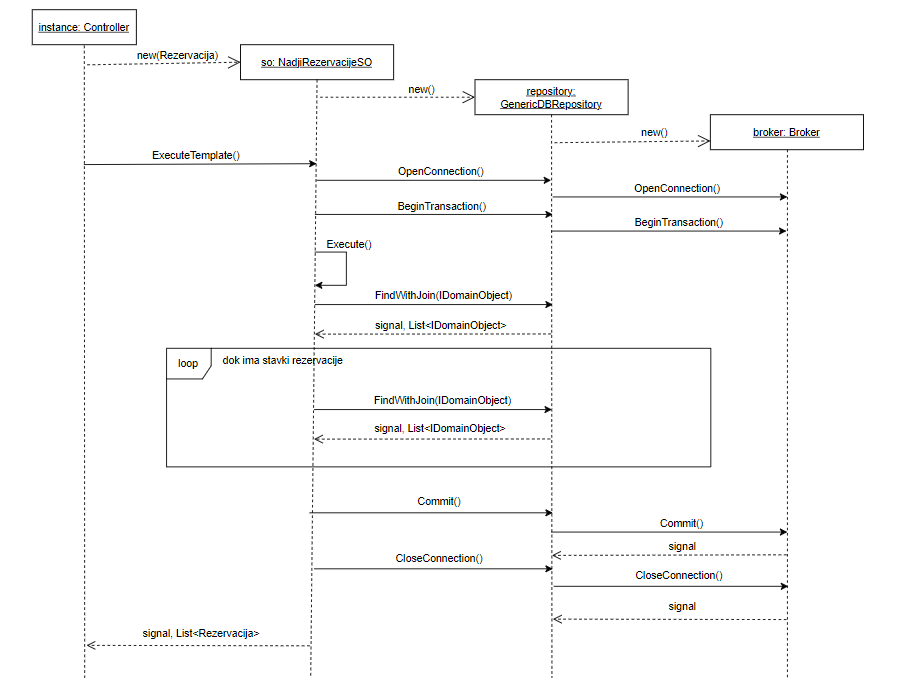 instance: Controller
new(Rezervacija)
so: NadjiRezervacijeSO
new()
repository:
GenericDBRepository
new()
broker: Broker
ExecuteTemplate()
OpenConnection()
OpenConnection()
BeginTransaction()
BeginTransaction()
Execute()
FindWithJoin(IDomainObject)
signal, List<IDomainObject>
loop
dok ima stavki rezervacije
FindWithJoin(IDomainObject)
signal, List<IDomainObject>
Commit()
Commit()
signal
CloseConnection()
CloseConnection()
signal
signal, List<Rezervacija>